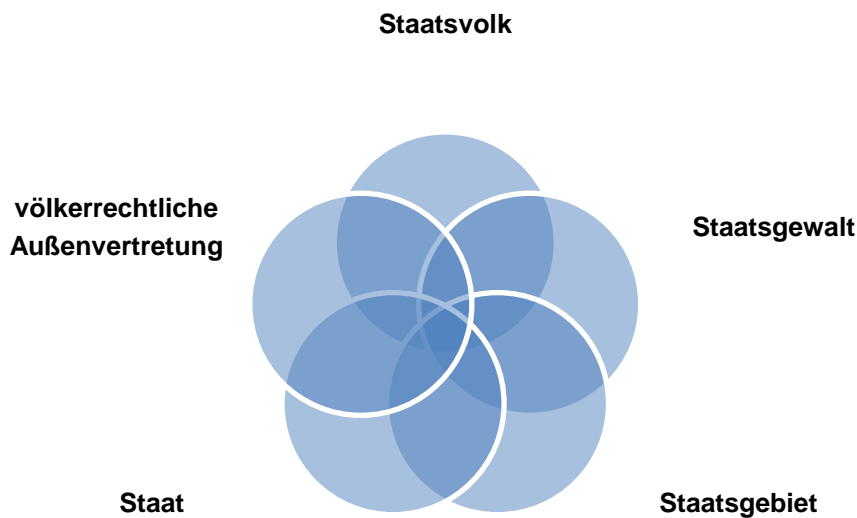 Staatsvolk
völkerrechtliche
Außenvertretung
Staatsgewalt
Staat
Staatsgebiet